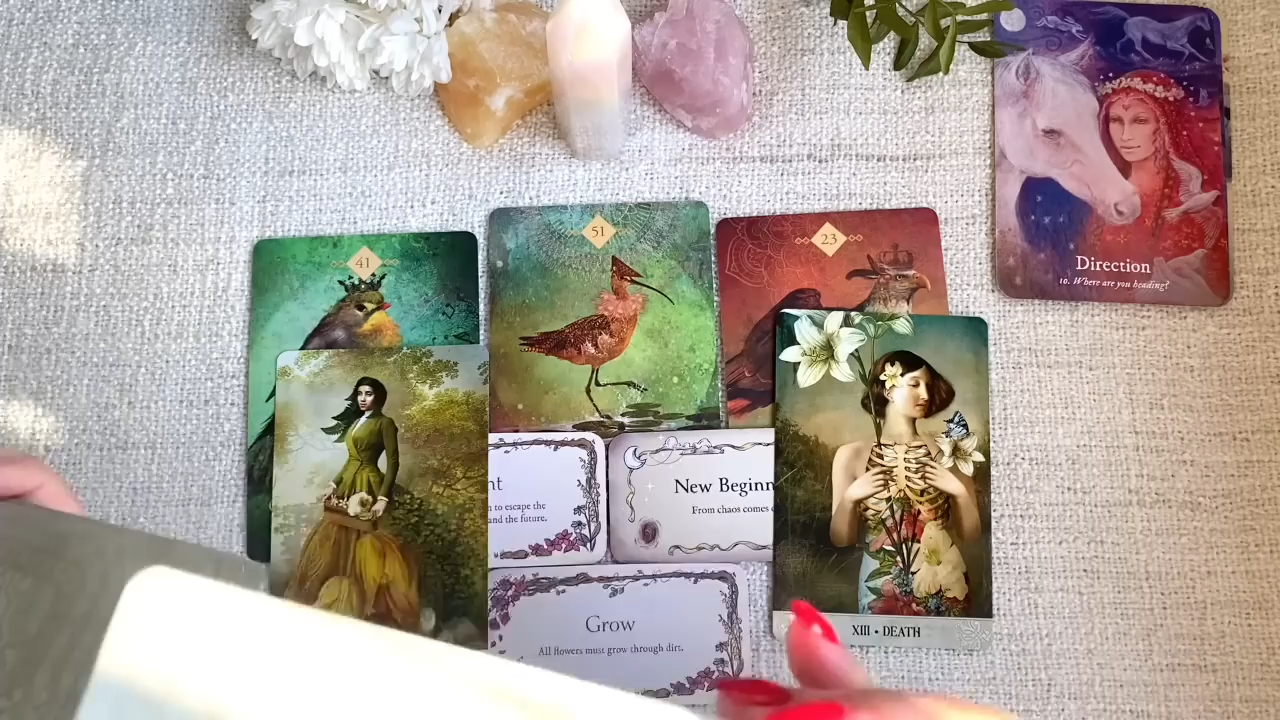 41
51
23
Direction
10. Where are you heading?
to escape the
and the future.
New Beginn
From chaos comes
Grow
All flowers must grow through dirt.
XIII • DEATH